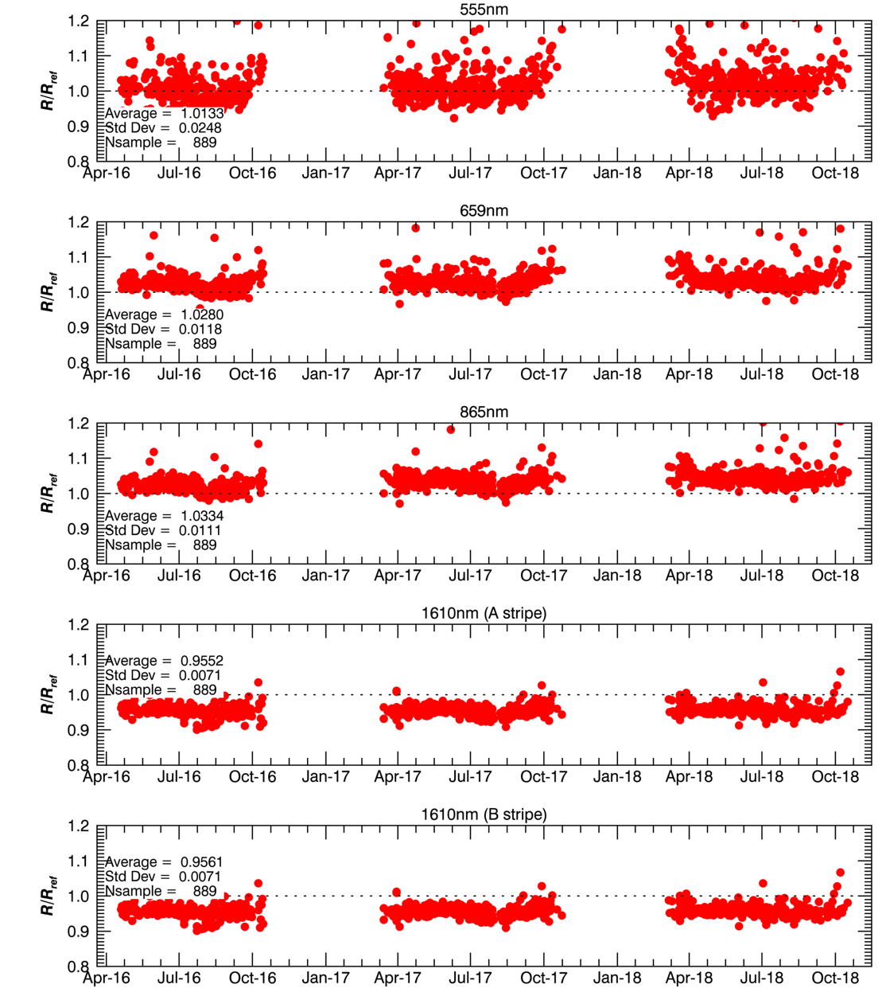 555nm
1.2
1.1
1.0
0.9
0.8
R/Rref
Average = 1.0133
Std Dev = 0.0248
Nsample = 889
Apr-16 Jul-16 Oct-16 Jan-17 Apr-17 Jul-17 Oct-17 Jan-18 Apr-18 Jul-18 Oct-18
659nm
1.2
1.1
1.0
0.9
0.8
R/Rref
Average = 1.0280
Std Dev = 0.0118
Nsample = 889
Apr-16 Jul-16 Oct-16 Jan-17 Apr-17 Jul-17 Oct-17 Jan-18 Apr-18 Jul-18 Oct-18
865nm
1.2
1.1
1.0
0.9
0.8
R/Rref
Average = 1.0334
Std Dev = 0.0111
Nsample = 889
Apr-16 Jul-16 Oct-16 Jan-17 Apr-17 Jul-17 Oct-17 Jan-18 Apr-18 Jul-18 Oct-18
1610nm (A stripe)
1.2
1.1
1.0
0.9
0.8
R/Rref
Average = 0.9552
Std Dev = 0.0071
Nsample = 889
Apr-16 Jul-16 Oct-16 Jan-17 Apr-17 Jul-17 Oct-17 Jan-18 Apr-18 Jul-18 Oct-18
1610nm (B stripe)
1.2
1.1
1.0
0.9
0.8
R/Rref
Average = 0.9561
Std Dev = 0.0071
Nsample = 889
Apr-16 Jul-16 Oct-16 Jan-17 Apr-17 Jul-17 Oct-17 Jan-18 Apr-18 Jul-18 Oct-18